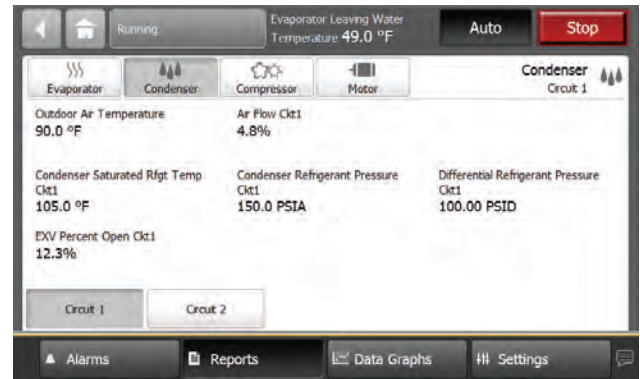 Running
Evaporator Leaving Water
Temperature 49.0 °F
Auto
Stop
Evaporator
Condenser
Compressor
Motor
Condenser
Circuit 1
Outdoor Air Temperature
90.0 °F
Air Flow Ckt1
4.8%
Condenser Saturated Rfgt Temp
Ckt1
105.0 °F
Condenser Refrigerant Pressure
Ckt1
150.0 PSIA
Differential Refrigerant Pressure
Ckt1
100.00 PSID
EXV Percent Open Ckt1
12.3%
Circuit 1
Circuit 2
Alarms
Reports
Data Graphs
Settings